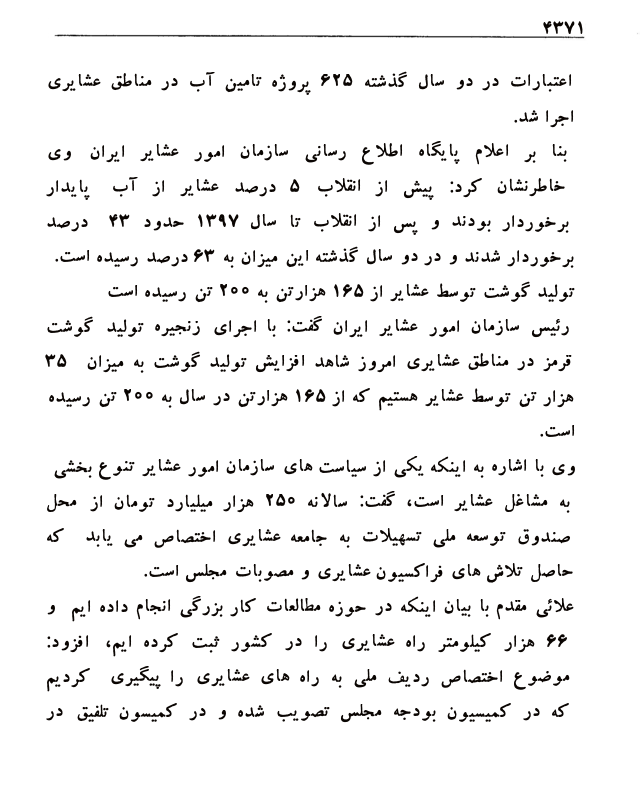 ۴۳۷۱
اعتبارات در دو سال گذشته ۶۲۵ پروژه تامین آب در مناطق عشایری
اجرا شد.
بنا بر اعلام پایگاه اطلاع رسانی سازمان امور عشایر ایران وی
خاطرنشان کرد: پیش از انقلاب ۵ درصد عشایر از آب پایدار
برخوردار بودند و پس از انقلاب تا سال ۱۳۹۷ حدود ۴۳ درصد
برخوردار شدند و در دو سال گذشته این میزان به ۶۳ درصد رسیده است.
تولید گوشت توسط عشایر از ۱۶۵ هزارتن به ۲۰۰ تن رسیده است
رئیس سازمان امور عشایر ایران گفت: با اجرای زنجیره تولید گوشت
قرمز در مناطق عشایری امروز شاهد افزایش تولید گوشت به میزان ۳۵
هزار تن توسط عشایر هستیم که از ۱۶۵ هزارتن در سال به ۲۰۰ تن رسیده
است.
وی با اشاره به اینکه یکی از سیاست های سازمان امور عشایر تنوع بخشی
به مشاغل عشایر است، گفت: سالانه ۲۵۰ هزار میلیارد تومان از محل
صندوق توسعه ملی تسهیلات به جامعه عشایری اختصاص می یابد که
حاصل تلاش های فراکسیون عشایری و مصوبات مجلس است.
علائی مقدم با بیان اینکه در حوزه مطالعات کار بزرگی انجام داده ایم و
۶۶ هزار کیلومتر راه عشایری را در کشور ثبت کرده ایم، افزود:
موضوع اختصاص ردیف ملی به راه های عشایری را پیگیری کردیم
که در کمیسیون بودجه مجلس تصویب شده و در کمیسون تلفیق در